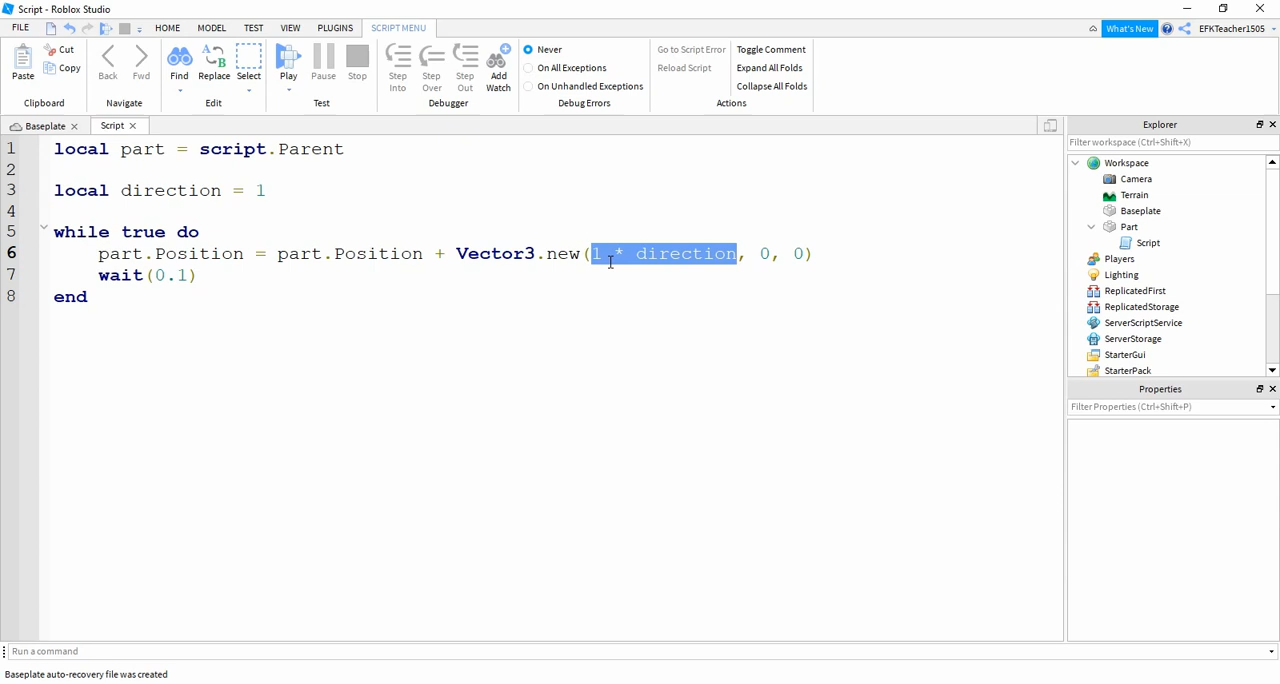 Script - Roblox Studio
FILE HOME MODEL TEST VIEW PLUGINS SCRIPT MENU What's New EFKTeacher1505
Paste Cut Copy Back Fwd Find Replace Select Play Pause Stop Step Into Step Over Step Out Add Watch Never On All Exceptions On Unhandled Exceptions Go to Script Error Reload Script Toggle Comment Expand All Folds Collapse All Folds
Clipboard Navigate Edit Test Debugger Debug Errors Actions
Baseplate Script Explorer
Filter workspace (Ctrl+Shift+X)
1 local part = script.Parent
2
3 local direction = 1
4
5 while true do
6 part.Position = part.Position + Vector3.new(1 * direction, 0, 0)
7 wait(0.1)
8 end
Workspace
Camera
Terrain
Baseplate
Part
Script
Players
Lighting
ReplicatedFirst
ReplicatedStorage
ServerScriptService
ServerStorage
StarterGui
StarterPack
Properties
Filter Properties (Ctrl+Shift+P)
Run a command
Baseplate auto-recovery file was created